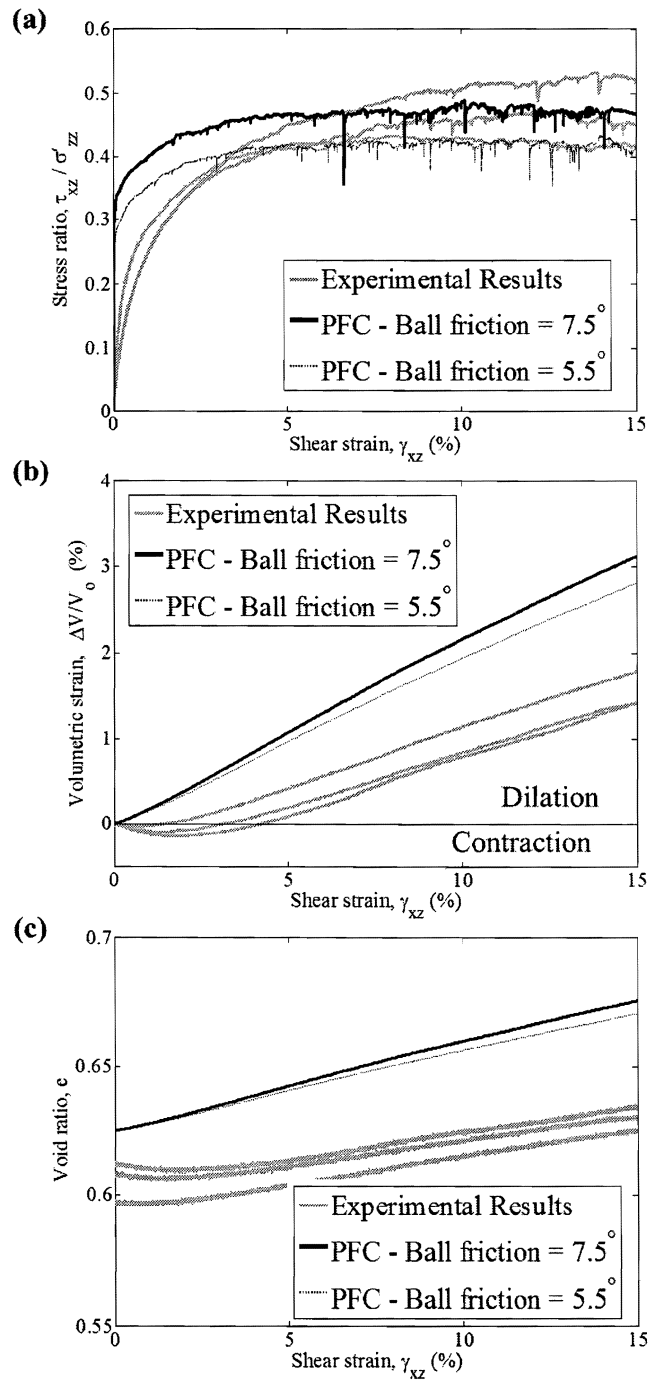 (a)
0.6
0.5
0.4
0.3
0.2
0.1
0
Stress ratio, τxz / σ'zz
Experimental Results
PFC - Ball friction = 7.5°
PFC - Ball friction = 5.5°
0 5 10 15
Shear strain, γxz (%)
(b)
4
3
2
1
0
Volumetric strain, ΔV/Vo (%)
Experimental Results
PFC - Ball friction = 7.5°
PFC - Ball friction = 5.5°
Dilation
Contraction
0 5 10 15
Shear strain, γxz (%)
(c)
0.7
0.65
0.6
0.55
Void ratio, e
Experimental Results
PFC - Ball friction = 7.5°
PFC - Ball friction = 5.5°
0 5 10 15
Shear strain, γxz (%)